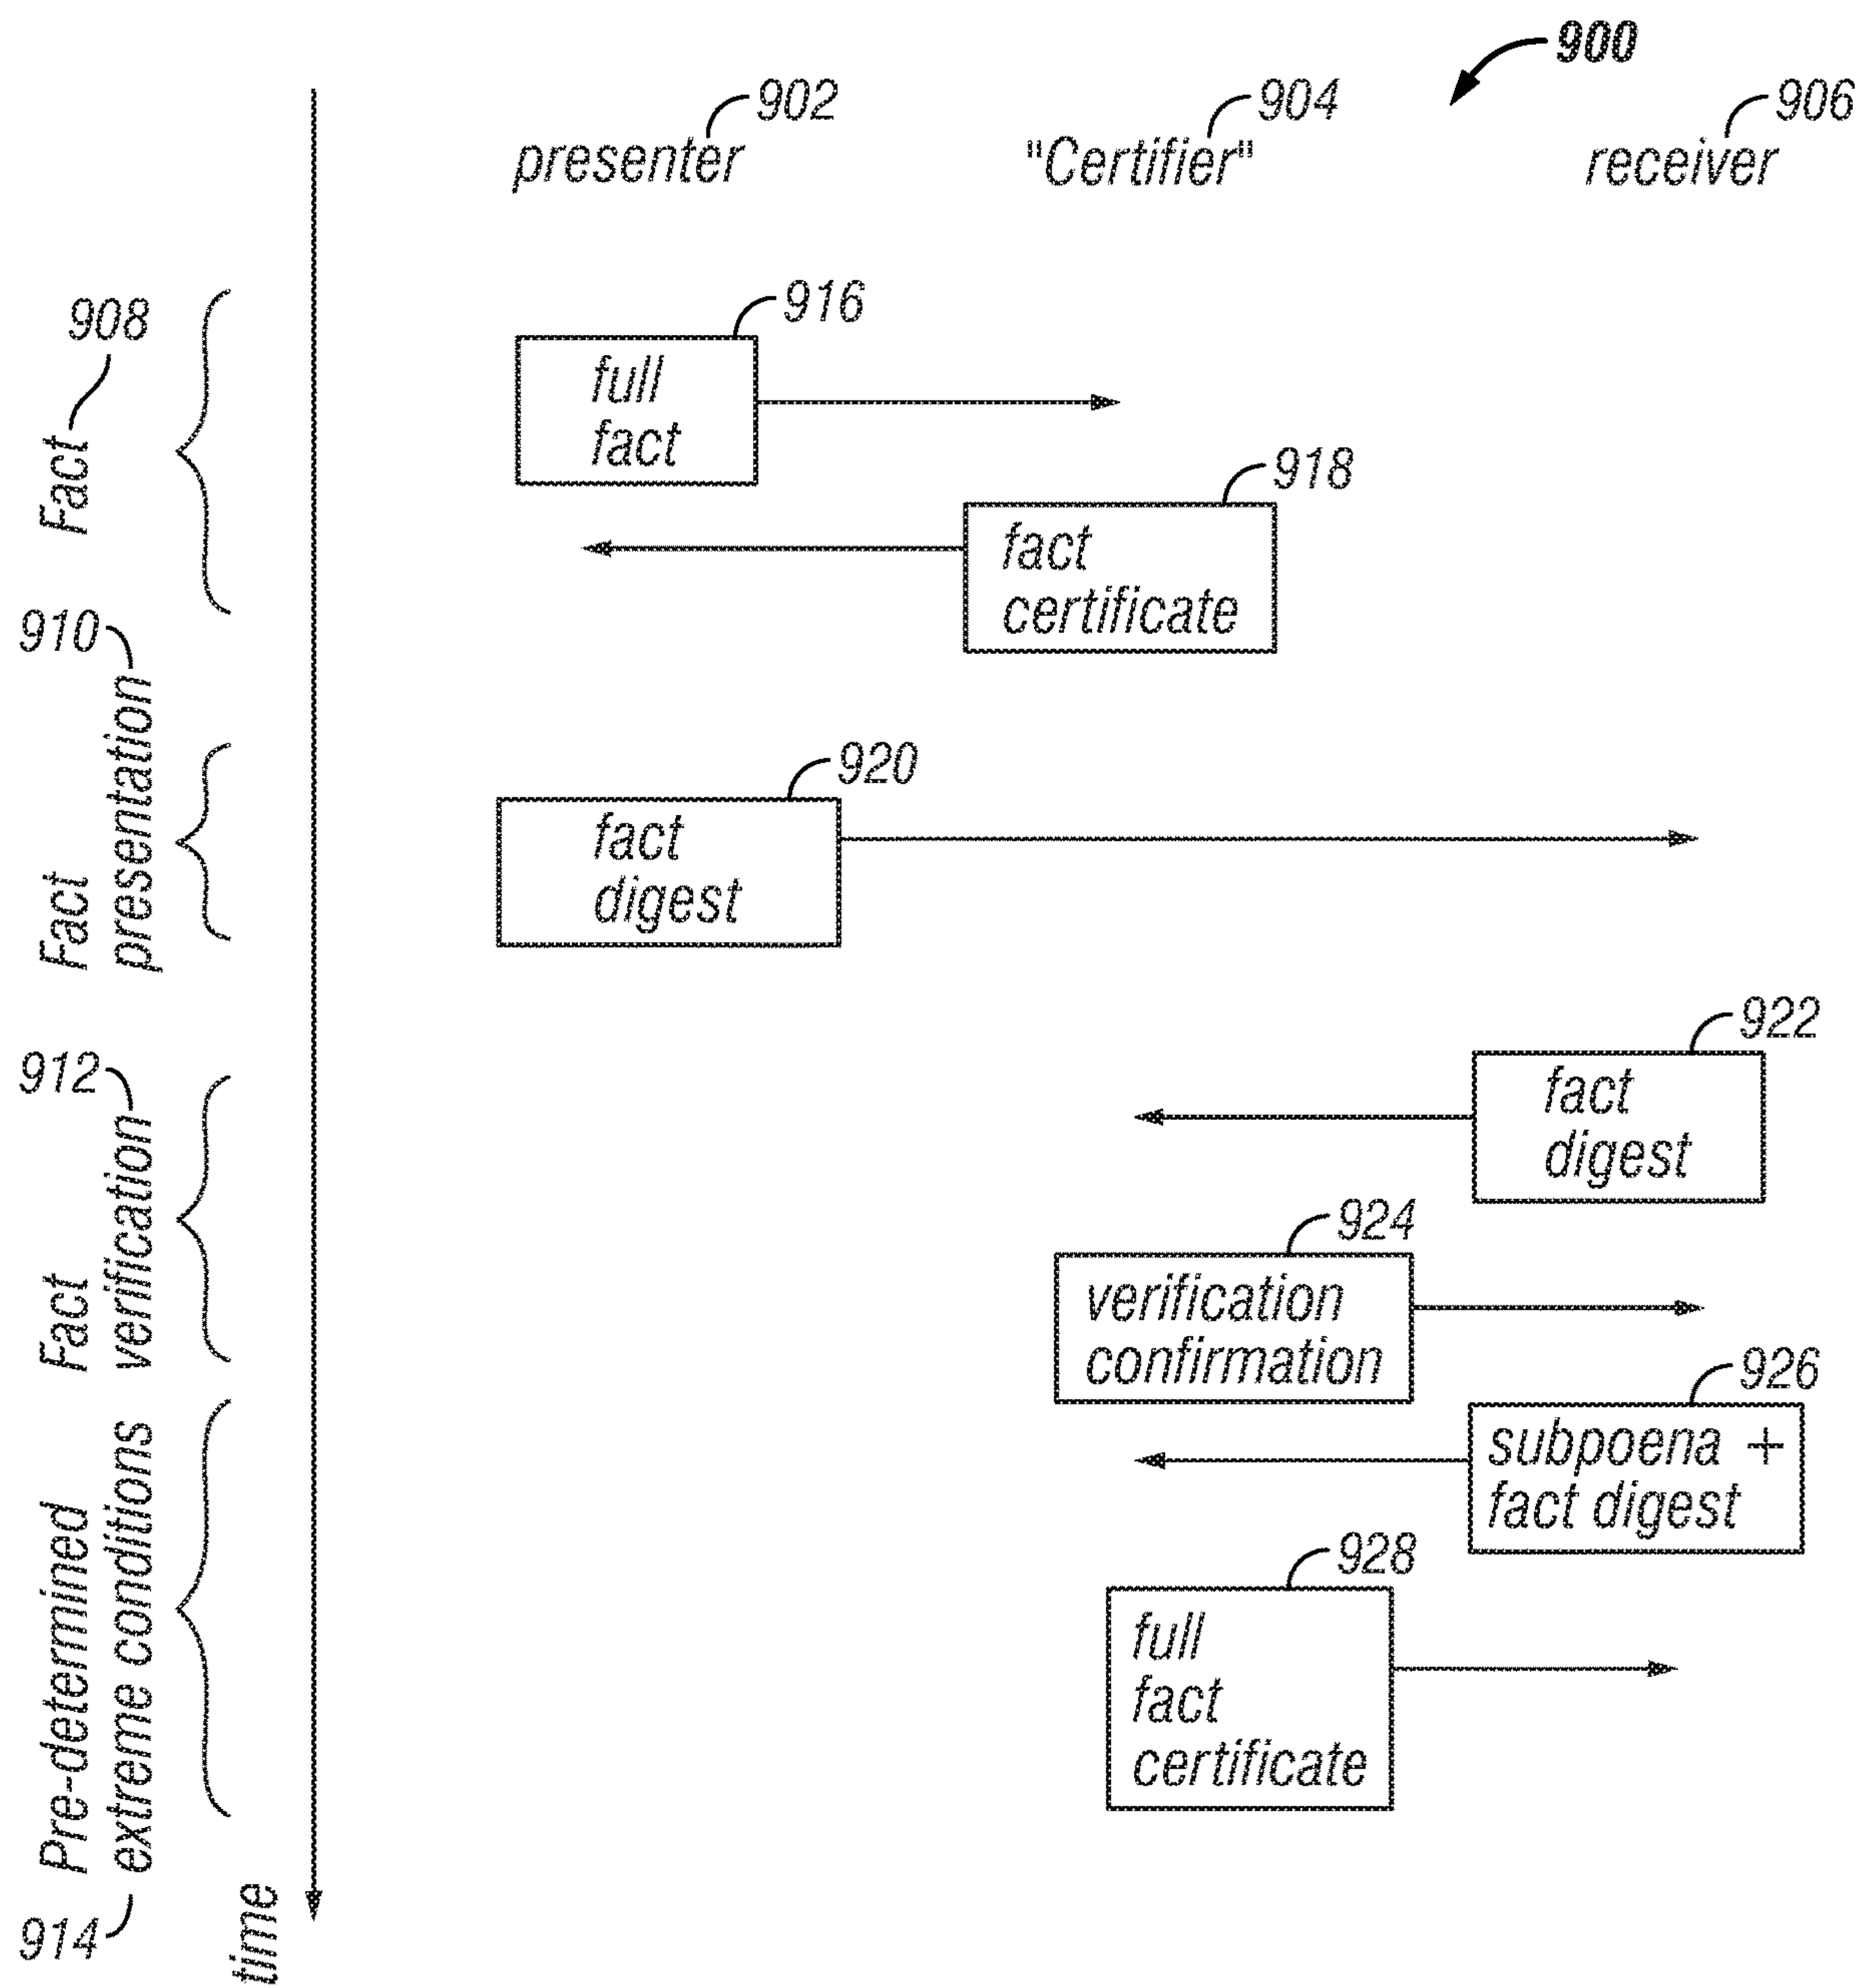 900
902
904
906
presenter
"Certifier"
receiver
908
Fact
916
full
fact
918
fact
certificate
910
Fact
presentation
920
fact
digest
912
Fact
verification
922
fact
digest
924
verification
confirmation
914
Pre-determined
extreme conditions
926
subpoena +
fact digest
928
full
fact
certificate
time